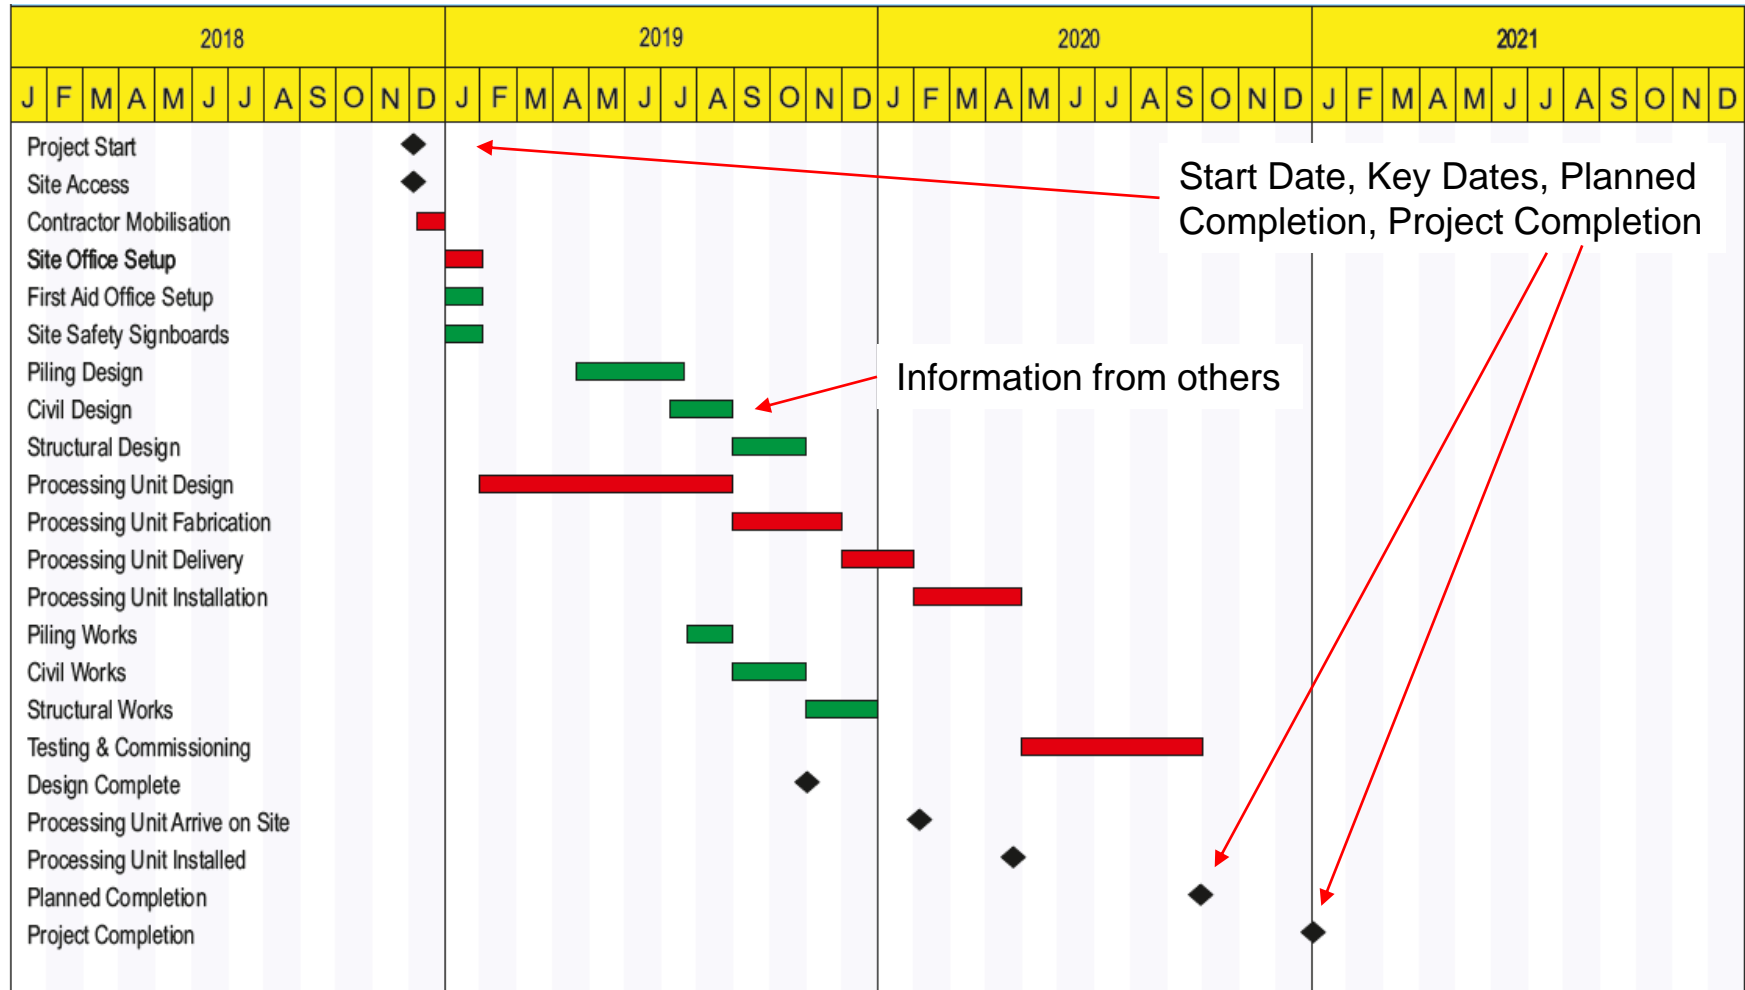 2018 2019 2020 2021
J F M A M J J A S O N D J F M A M J J A S O N D J F M A M J J A S O N D J F M A M J J A S O N D
Project Start
Site Access
Contractor Mobilisation
Site Office Setup
First Aid Office Setup
Site Safety Signboards
Piling Design
Civil Design
Structural Design
Processing Unit Design
Processing Unit Fabrication
Processing Unit Delivery
Processing Unit Installation
Piling Works
Civil Works
Structural Works
Testing & Commissioning
Design Complete
Processing Unit Arrive on Site
Processing Unit Installed
Planned Completion
Project Completion
Start Date, Key Dates, Planned
Completion, Project Completion
Information from others